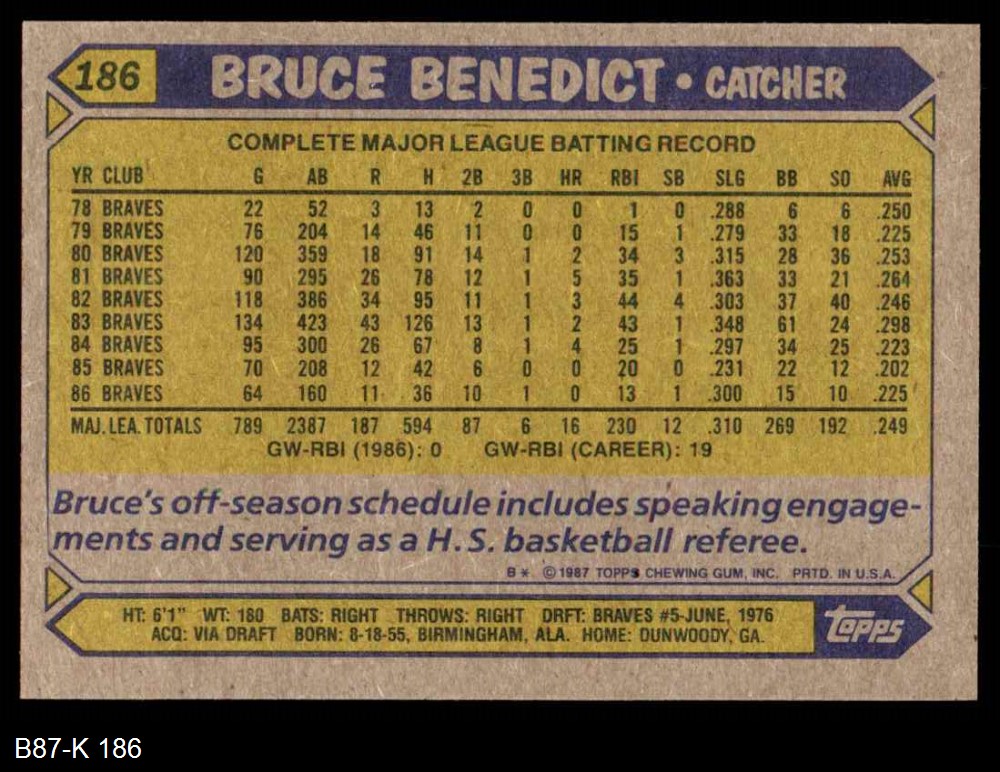 186 BRUCE BENEDICT • CATCHER
COMPLETE MAJOR LEAGUE BATTING RECORD
YR CLUB G AB R H 2B 3B HR RBI SB SLG BB SO AVG
78 BRAVES 22 52 3 13 2 0 0 1 0 .288 6 6 .250
79 BRAVES 76 204 14 46 11 0 0 15 1 .279 33 18 .225
80 BRAVES 120 359 18 91 14 1 2 34 3 .315 28 36 .253
81 BRAVES 90 295 26 78 12 1 5 35 1 .363 33 21 .264
82 BRAVES 118 386 34 95 11 1 3 44 4 .303 37 40 .246
83 BRAVES 134 423 43 126 13 1 2 43 1 .348 61 24 .298
84 BRAVES 95 300 26 67 8 1 4 25 1 .297 34 25 .223
85 BRAVES 70 208 12 42 6 0 0 20 0 .231 22 12 .202
86 BRAVES 64 160 11 36 10 1 0 13 1 .300 15 10 .225
MAJ. LEA. TOTALS 789 2387 187 594 87 6 16 230 12 .310 269 192 .249
GW-RBI (1986): 0 GW-RBI (CAREER): 19
Bruce's off-season schedule includes speaking engage-
ments and serving as a H.S. basketball referee.
B* ©1987 TOPPS CHEWING GUM, INC. PRTD. IN U.S.A.
HT: 6'1" WT: 180 BATS: RIGHT THROWS: RIGHT DRFT: BRAVES #5-JUNE, 1976
ACQ: VIA DRAFT BORN: 8-18-55, BIRMINGHAM, ALA. HOME: DUNWOODY, GA.
Topps
B87-K 186